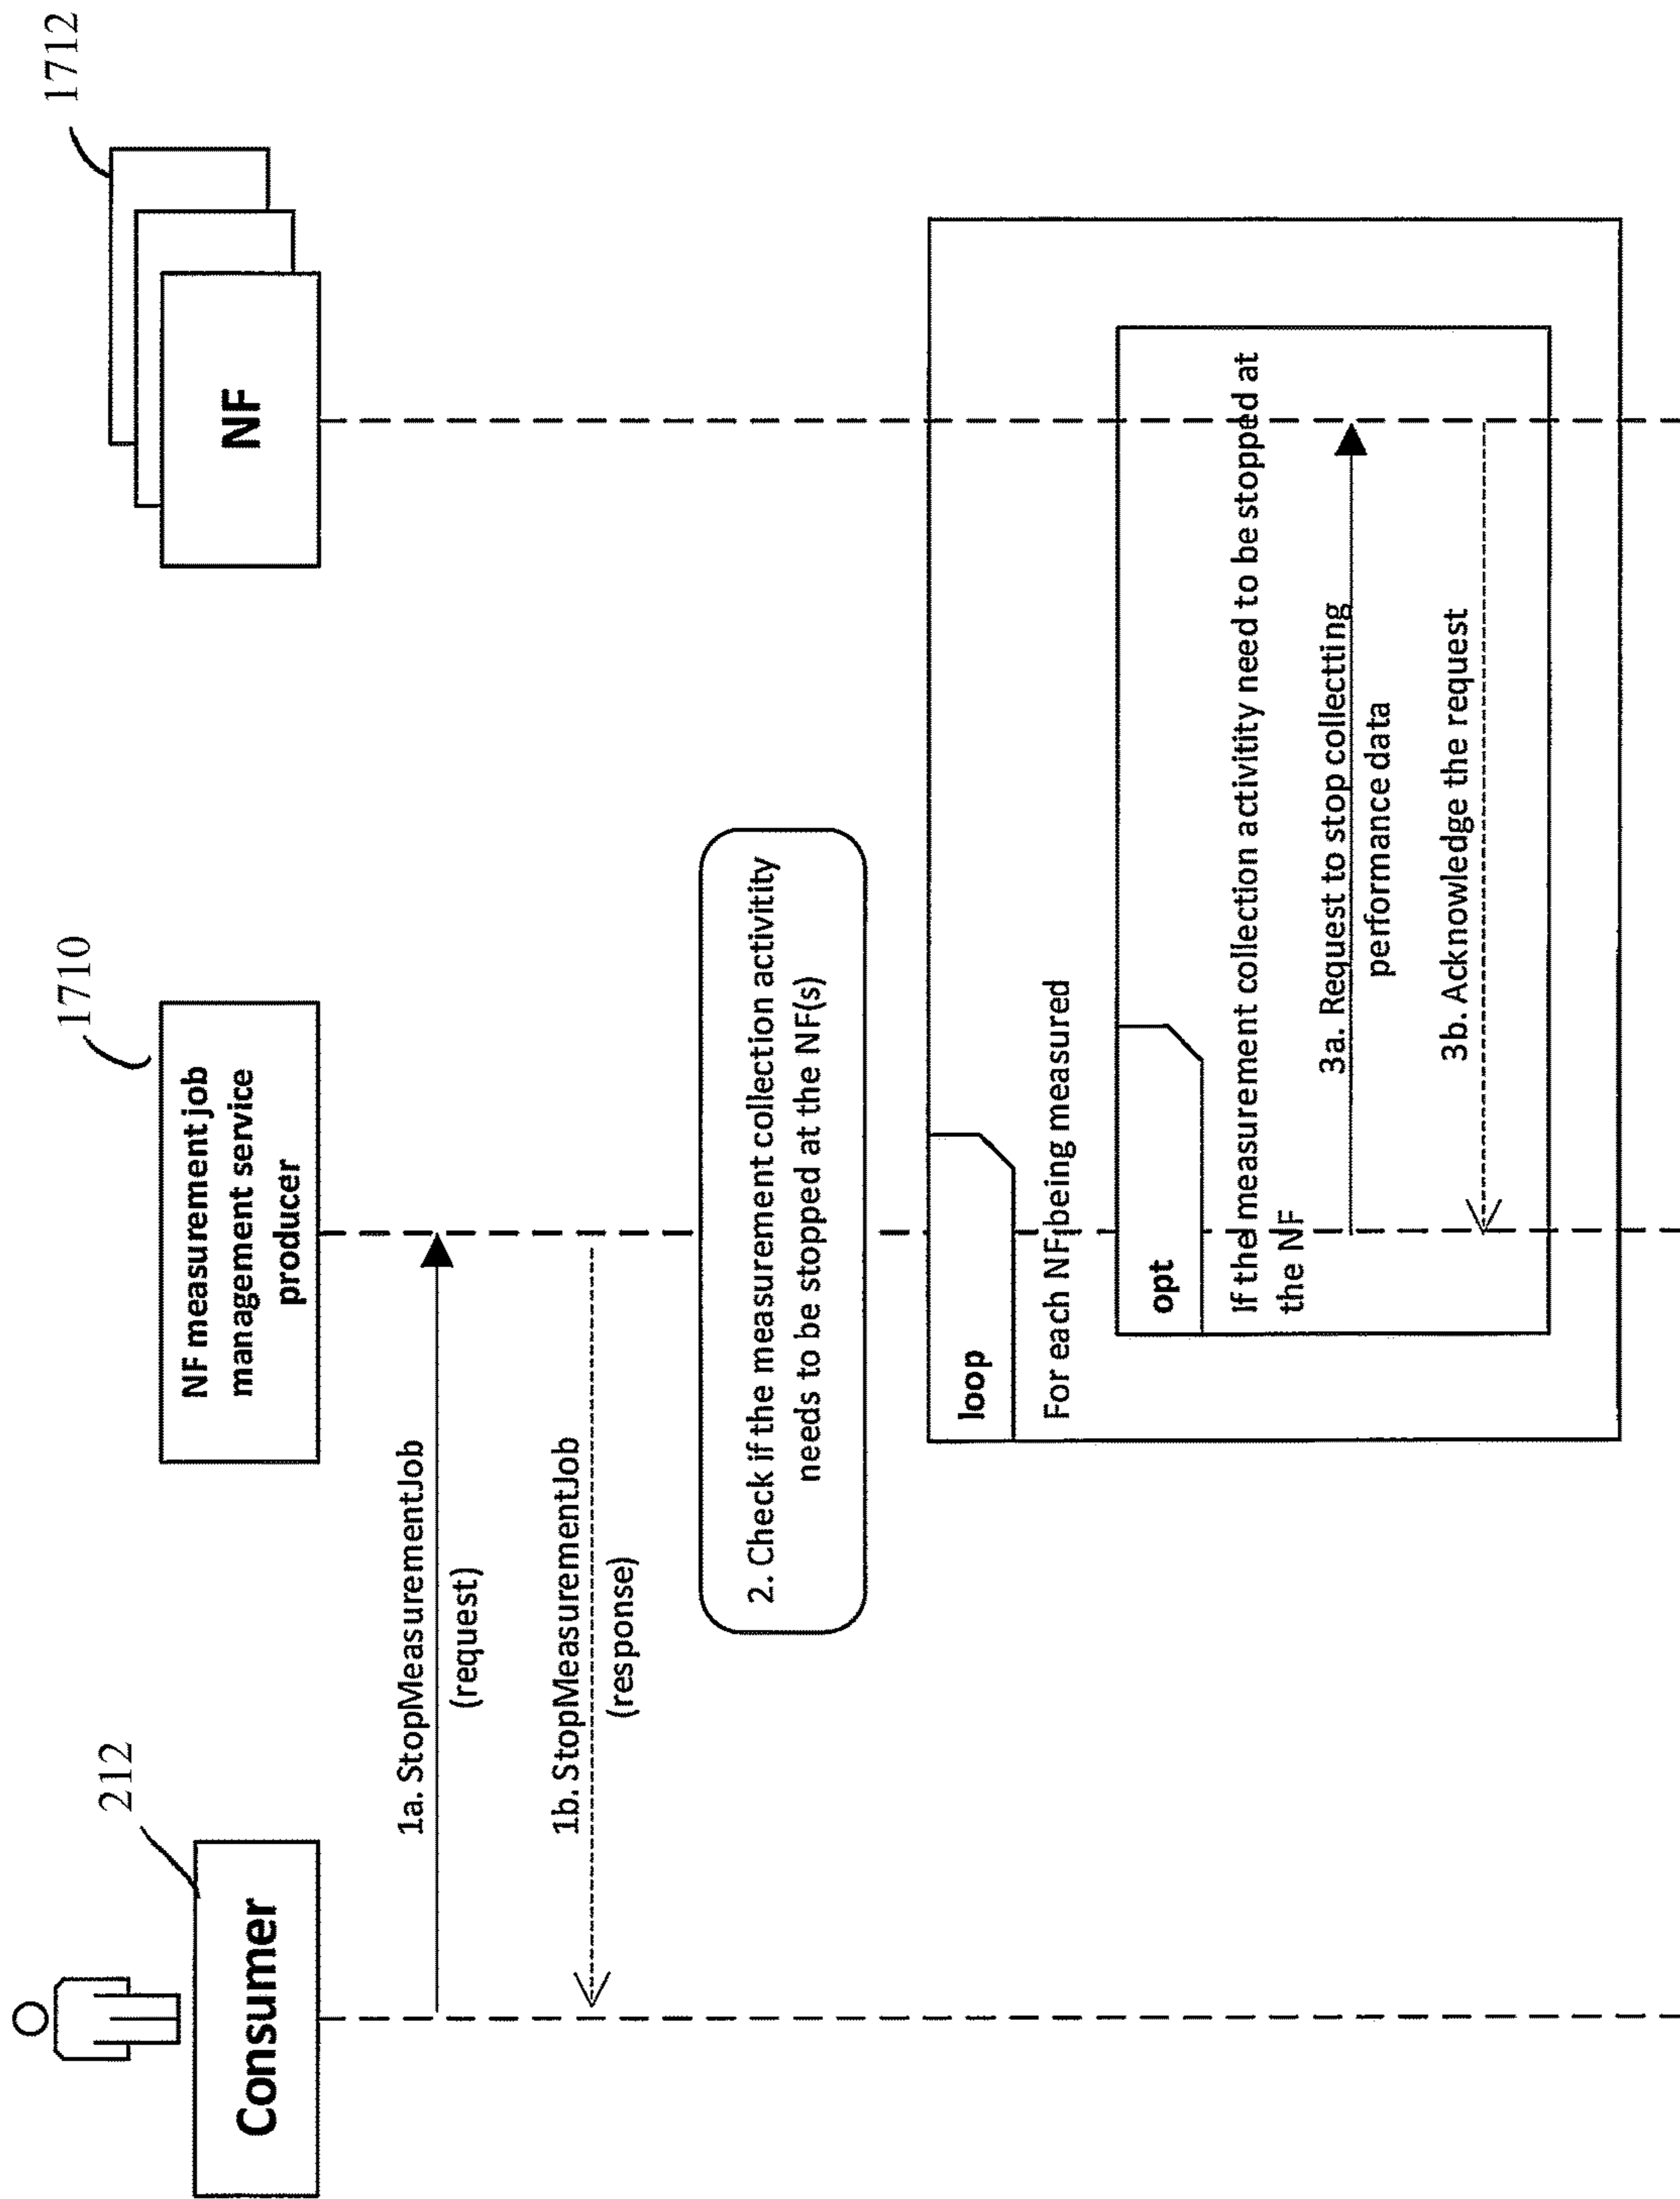 212
1710
1712
Consumer
NF measurement job
management service
producer
NF
1a. StopMeasurementJob
(request)
1b. StopMeasurementJob
(response)
2. Check if the measurement collection activity
needs to be stopped at the NF(s)
loop
For each NF being measured
opt
If the measurement collection activitity need to be stopped at
the NF
3a. Request to stop collecting
performance data
3b. Acknowledge the request